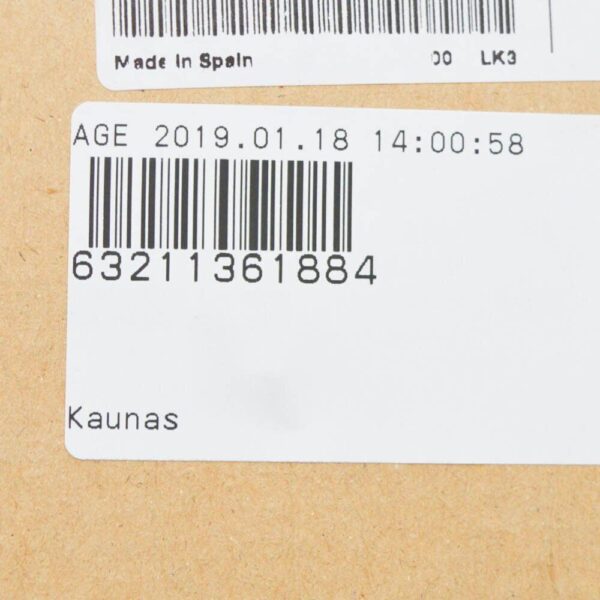 Made in Spain 00 LK3
AGE 2019.01.18 14:00:58
63211361884
Kaunas